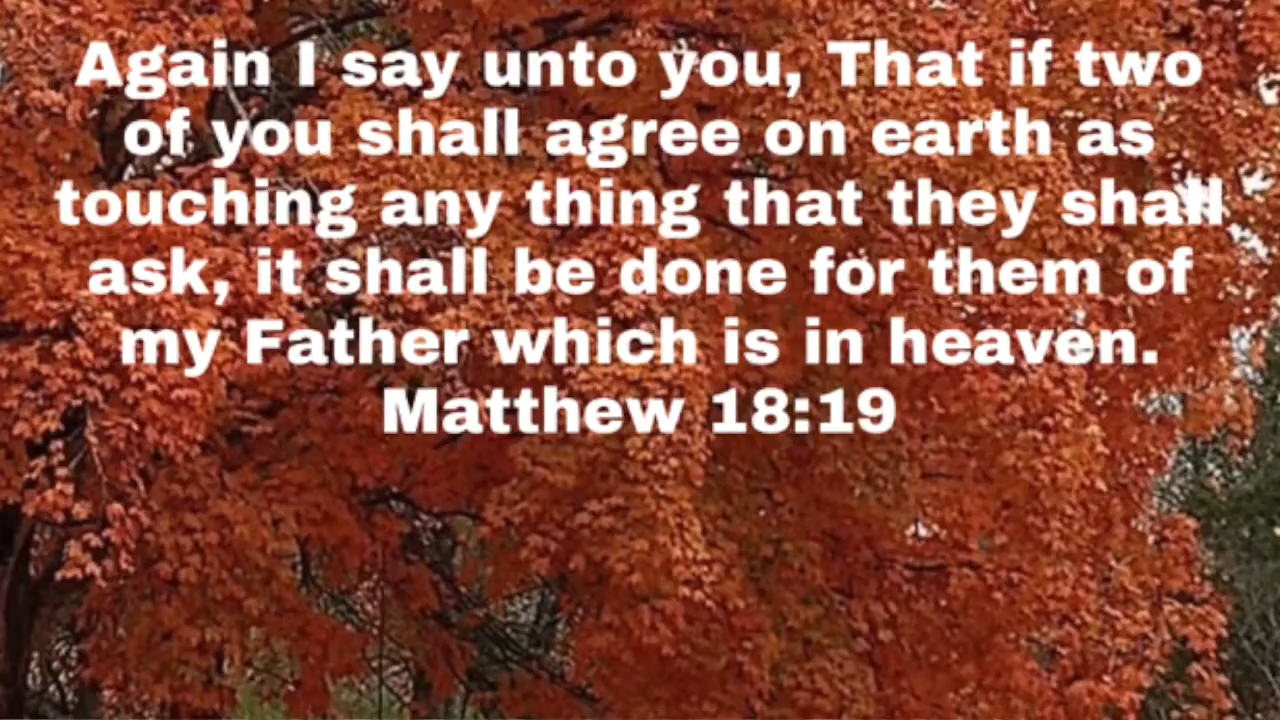 Again I say unto you, That if two
of you shall agree on earth as
touching any thing that they shall
ask, it shall be done for them of
my Father which is in heaven.
Matthew 18:19